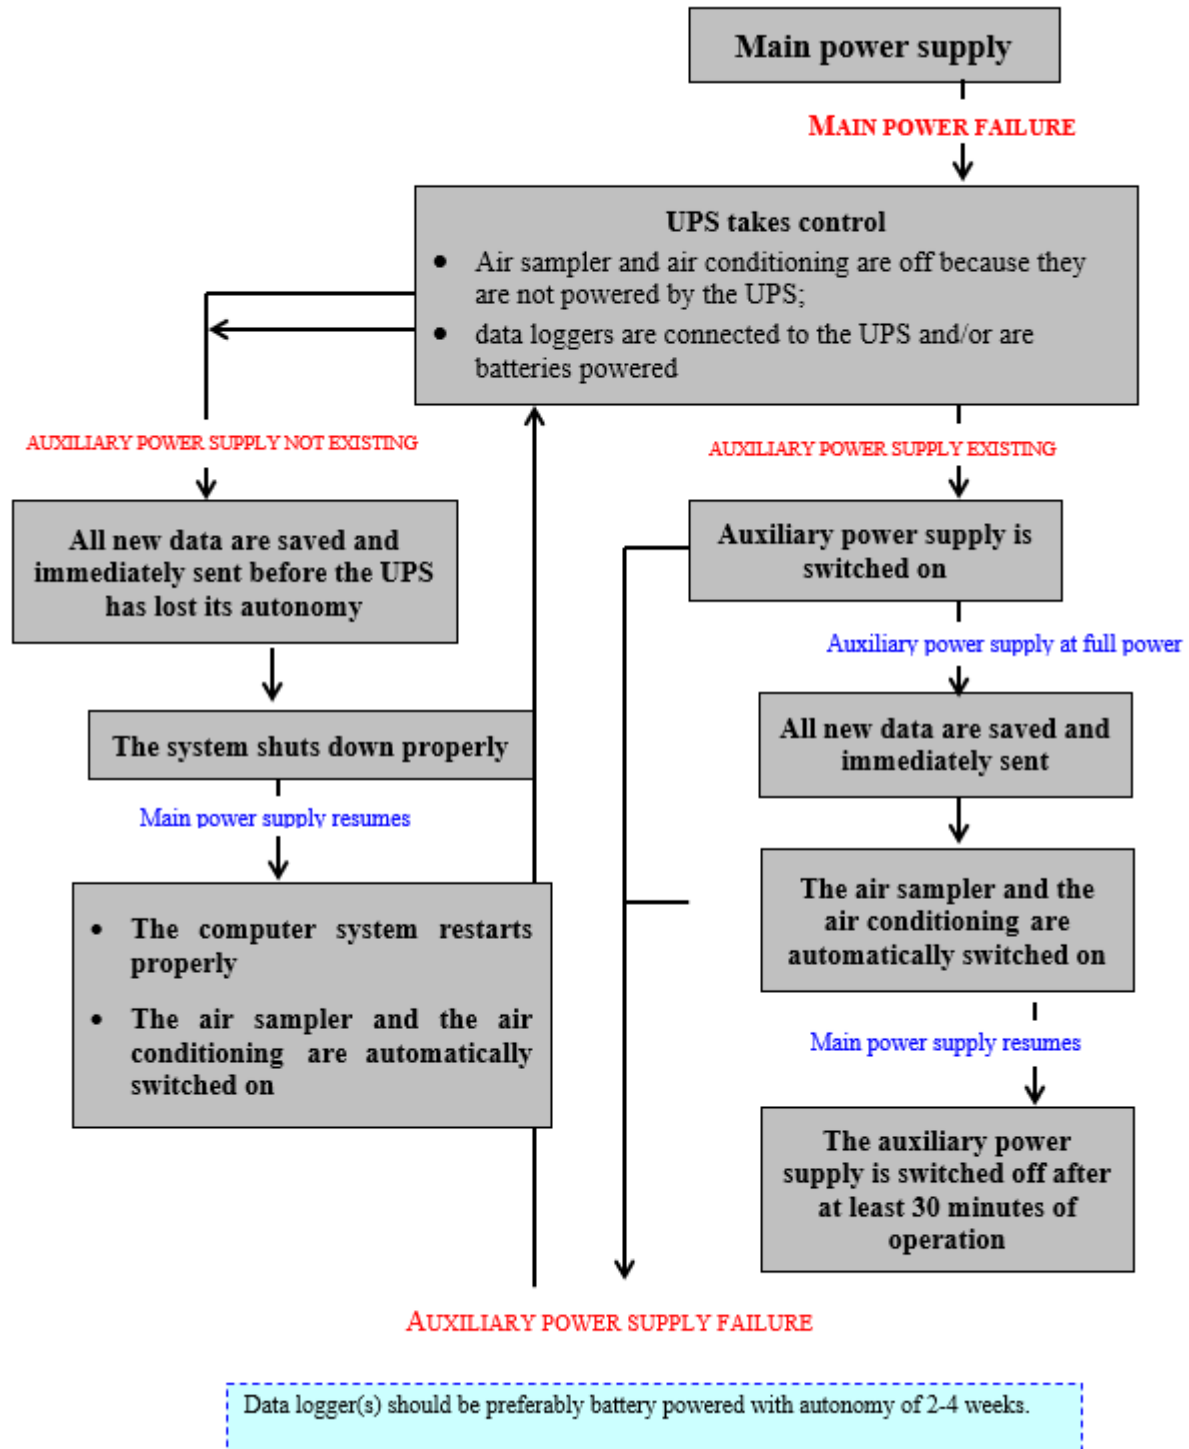 Main power supply
MAIN POWER FAILURE
UPS takes control
• Air sampler and air conditioning are off because they
are not powered by the UPS;
• data loggers are connected to the UPS and/or are
batteries powered
AUXILIARY POWER SUPPLY NOT EXISTING
AUXILIARY POWER SUPPLY EXISTING
All new data are saved and
immediately sent before the UPS
has lost its autonomy
Auxiliary power supply is
switched on
Auxiliary power supply at full power
The system shuts down properly
All new data are saved and
immediately sent
Main power supply resumes
• The computer system restarts
properly
• The air sampler and the air
conditioning are automatically
switched on
The air sampler and the
air conditioning are
automatically switched on
Main power supply resumes
The auxiliary power
supply is switched off after
at least 30 minutes of
operation
AUXILIARY POWER SUPPLY FAILURE
Data logger(s) should be preferably battery powered with autonomy of 2-4 weeks.